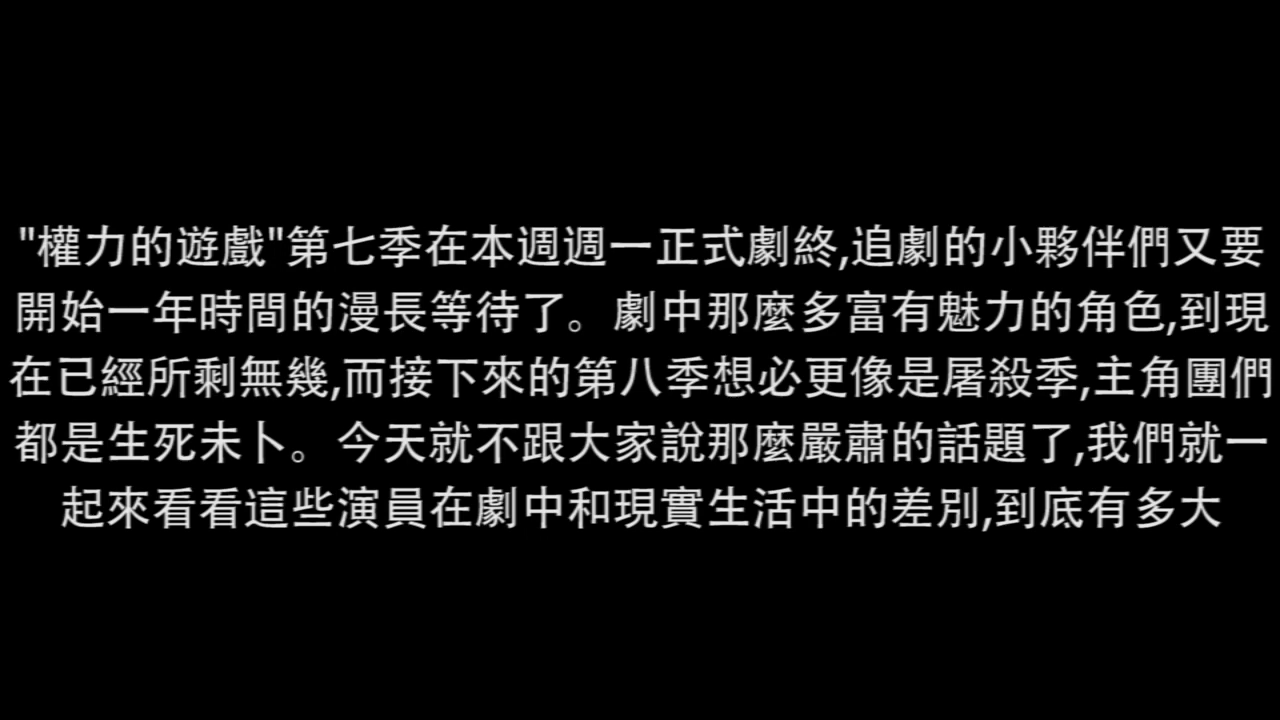 "權力的遊戲"第七季在本週週一正式劇終,追劇的小夥伴們又要
開始一年時間的漫長等待了。劇中那麼多富有魅力的角色,到現
在已經所剩無幾,而接下來的第八季想必更像是屠殺季,主角團們
都是生死未卜。今天就不跟大家說那麼嚴肅的話題了,我們就一
起來看看這些演員在劇中和現實生活中的差別,到底有多大